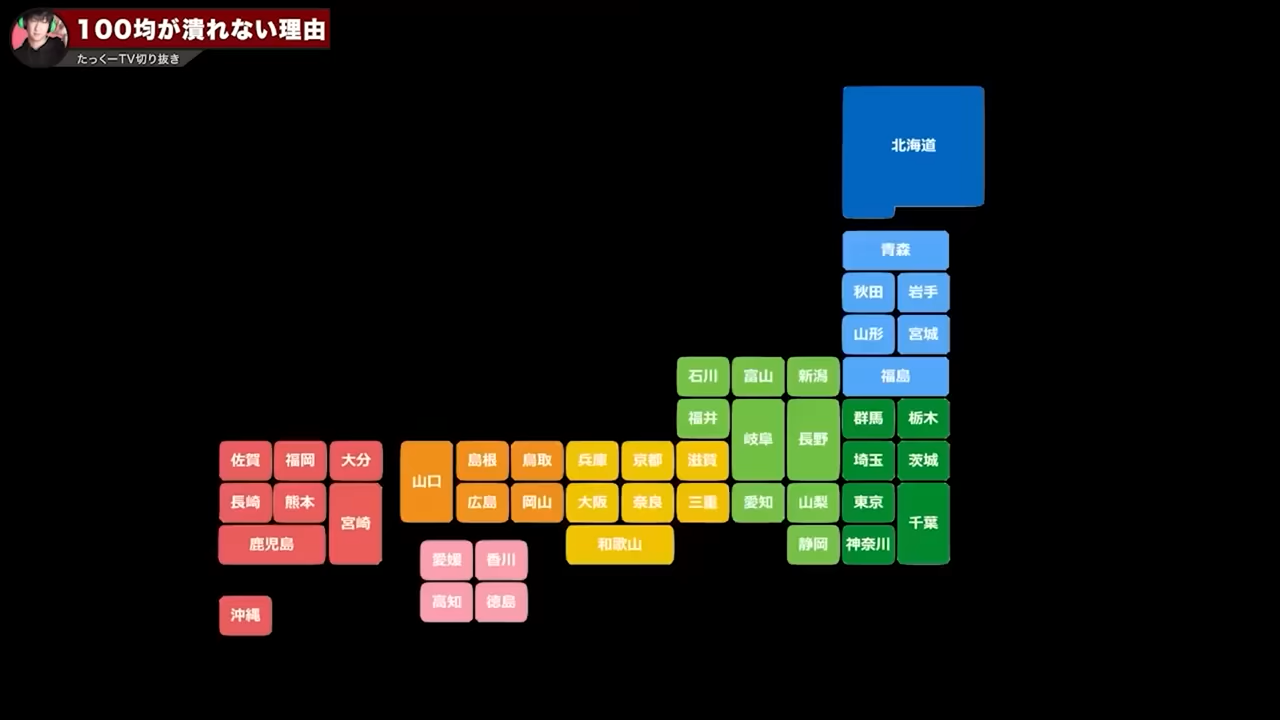 100均が潰れない理由
たっくーTV切り抜き
北海道
青森
秋田 岩手
山形 宮城
石川 富山 新潟 福島
福井 岐阜 長野 群馬 栃木
佐賀 福岡 大分 山口 島根 鳥取 兵庫 京都 滋賀 埼玉 茨城
長崎 熊本 宮崎 広島 岡山 大阪 奈良 三重 愛知 山梨 東京 千葉
鹿児島 和歌山 静岡 神奈川
愛媛 香川
高知 徳島
沖縄